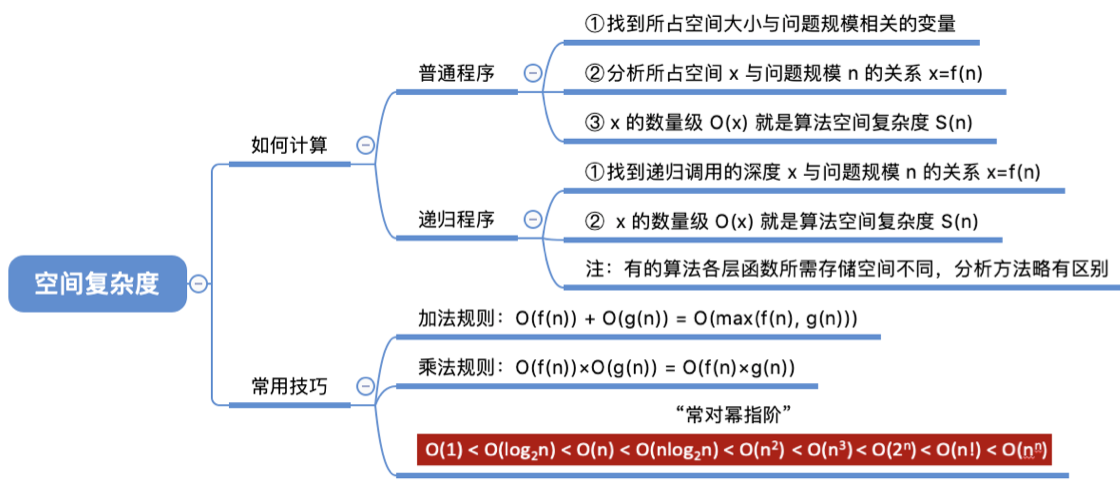 空间复杂度
如何计算
普通程序
①找到所占空间大小与问题规模相关的变量
②分析所占空间 x 与问题规模 n 的关系 x=f(n)
③ x 的数量级 O(x) 就是算法空间复杂度 S(n)
递归程序
①找到递归调用的深度 x 与问题规模 n 的关系 x=f(n)
② x 的数量级 O(x) 就是算法空间复杂度 S(n)
注：有的算法各层函数所需存储空间不同，分析方法略有区别
常用技巧
加法规则：O(f(n)) + O(g(n)) = O(max(f(n), g(n)))
乘法规则：O(f(n))×O(g(n)) = O(f(n)×g(n))
“常对幂指阶”
O(1) < O(log₂n) < O(n) < O(nlog₂n) < O(n²) < O(n³) < O(2ⁿ) < O(n!) < O(nⁿ)